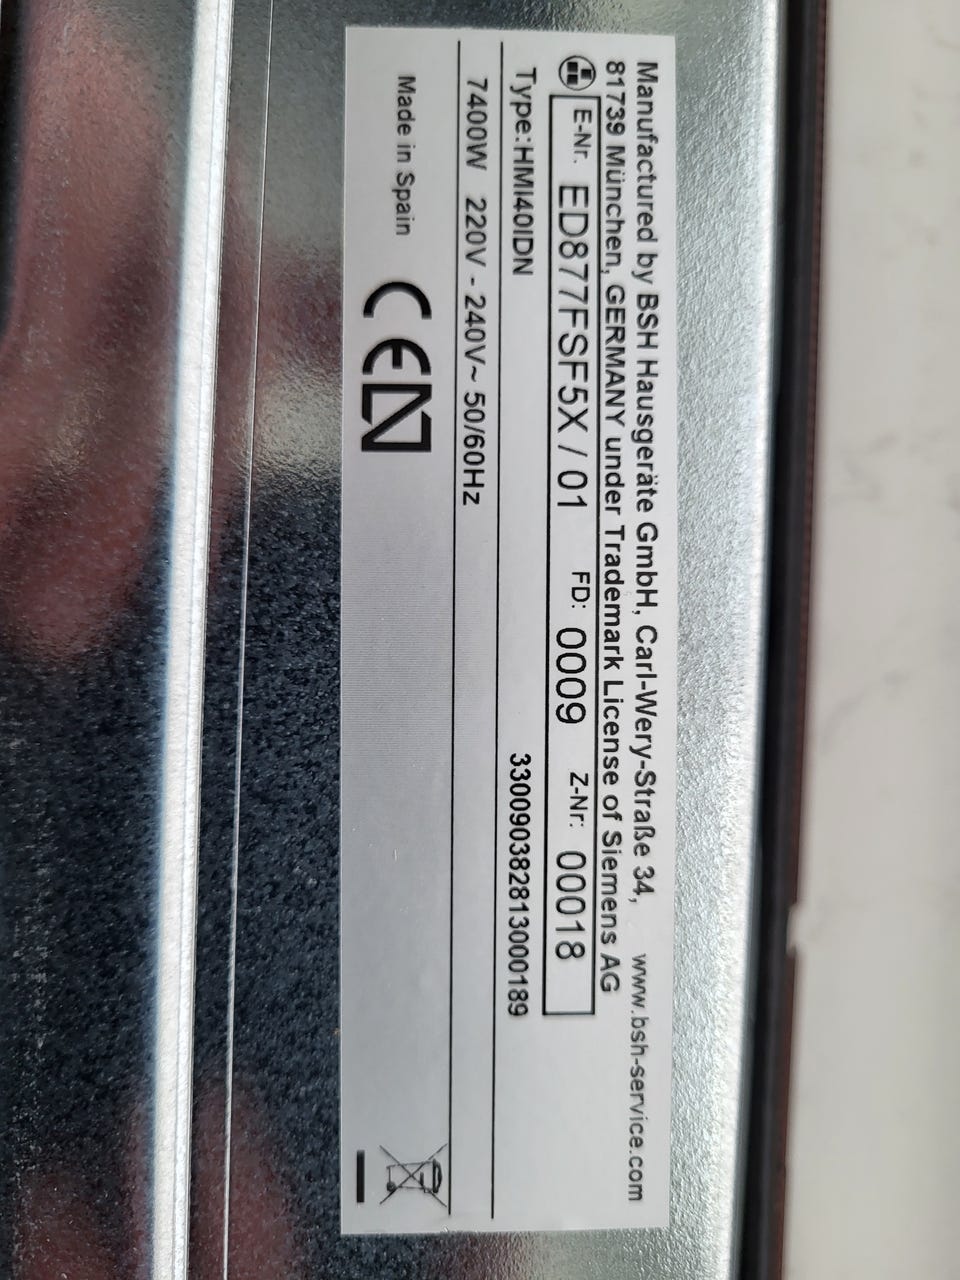 Manufactured by BSH Hausgeräte GmbH, Carl-Wery-Straße 34, www.bsh-service.com
81739 München, GERMANY under Trademark License of Siemens AG
E-Nr. ED877FSF5X / 01 FD: 0009 Z-Nr: 00018
Type:HMI40IDN 330090382813000189
7400W 220V - 240V~ 50/60Hz
Made in Spain CE N